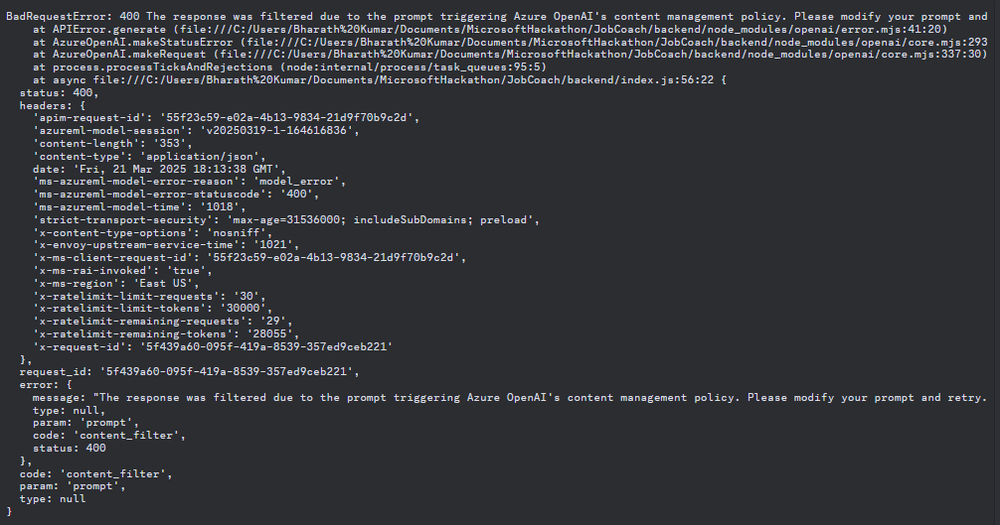 BadRequestError: 400 The response was filtered due to the prompt triggering Azure OpenAI's content management policy. Please modify your prompt and
    at APIError.generate (file:///C:/Users/Bharath%20Kumar/Documents/MicrosoftHackathon/JobCoach/backend/node_modules/openai/error.mjs:41:20)
    at AzureOpenAI.makeStatusError (file:///C:/Users/Bharath%20Kumar/Documents/MicrosoftHackathon/JobCoach/backend/node_modules/openai/core.mjs:293
    at AzureOpenAI.makeRequest (file:///C:/Users/Bharath%20Kumar/Documents/MicrosoftHackathon/JobCoach/backend/node_modules/openai/core.mjs:337:30)
    at process.processTicksAndRejections (node:internal/process/task_queues:95:5)
    at async file:///C:/Users/Bharath%20Kumar/Documents/MicrosoftHackathon/JobCoach/backend/index.js:56:22 {
  status: 400,
  headers: {
    'apim-request-id': '55f23c59-e02a-4b13-9834-21d9f70b9c2d',
    'azureml-model-session': 'v20250319-1-164616836',
    'content-length': '353',
    'content-type': 'application/json',
    date: 'Fri, 21 Mar 2025 18:13:38 GMT',
    'ms-azureml-model-error-reason': 'model_error',
    'ms-azureml-model-error-statuscode': '400',
    'ms-azureml-model-time': '1018',
    'strict-transport-security': 'max-age=31536000; includeSubDomains; preload',
    'x-content-type-options': 'nosniff',
    'x-envoy-upstream-service-time': '1021',
    'x-ms-client-request-id': '55f23c59-e02a-4b13-9834-21d9f70b9c2d',
    'x-ms-rai-invoked': 'true',
    'x-ms-region': 'East US',
    'x-ratelimit-limit-requests': '30',
    'x-ratelimit-limit-tokens': '30000',
    'x-ratelimit-remaining-requests': '29',
    'x-ratelimit-remaining-tokens': '28055',
    'x-request-id': '5f439a60-095f-419a-8539-357ed9ceb221'
  },
  request_id: '5f439a60-095f-419a-8539-357ed9ceb221',
  error: {
    message: "The response was filtered due to the prompt triggering Azure OpenAI's content management policy. Please modify your prompt and retry.
    type: null,
    param: 'prompt',
    code: 'content_filter',
    status: 400
  },
  code: 'content_filter',
  param: 'prompt',
  type: null
}